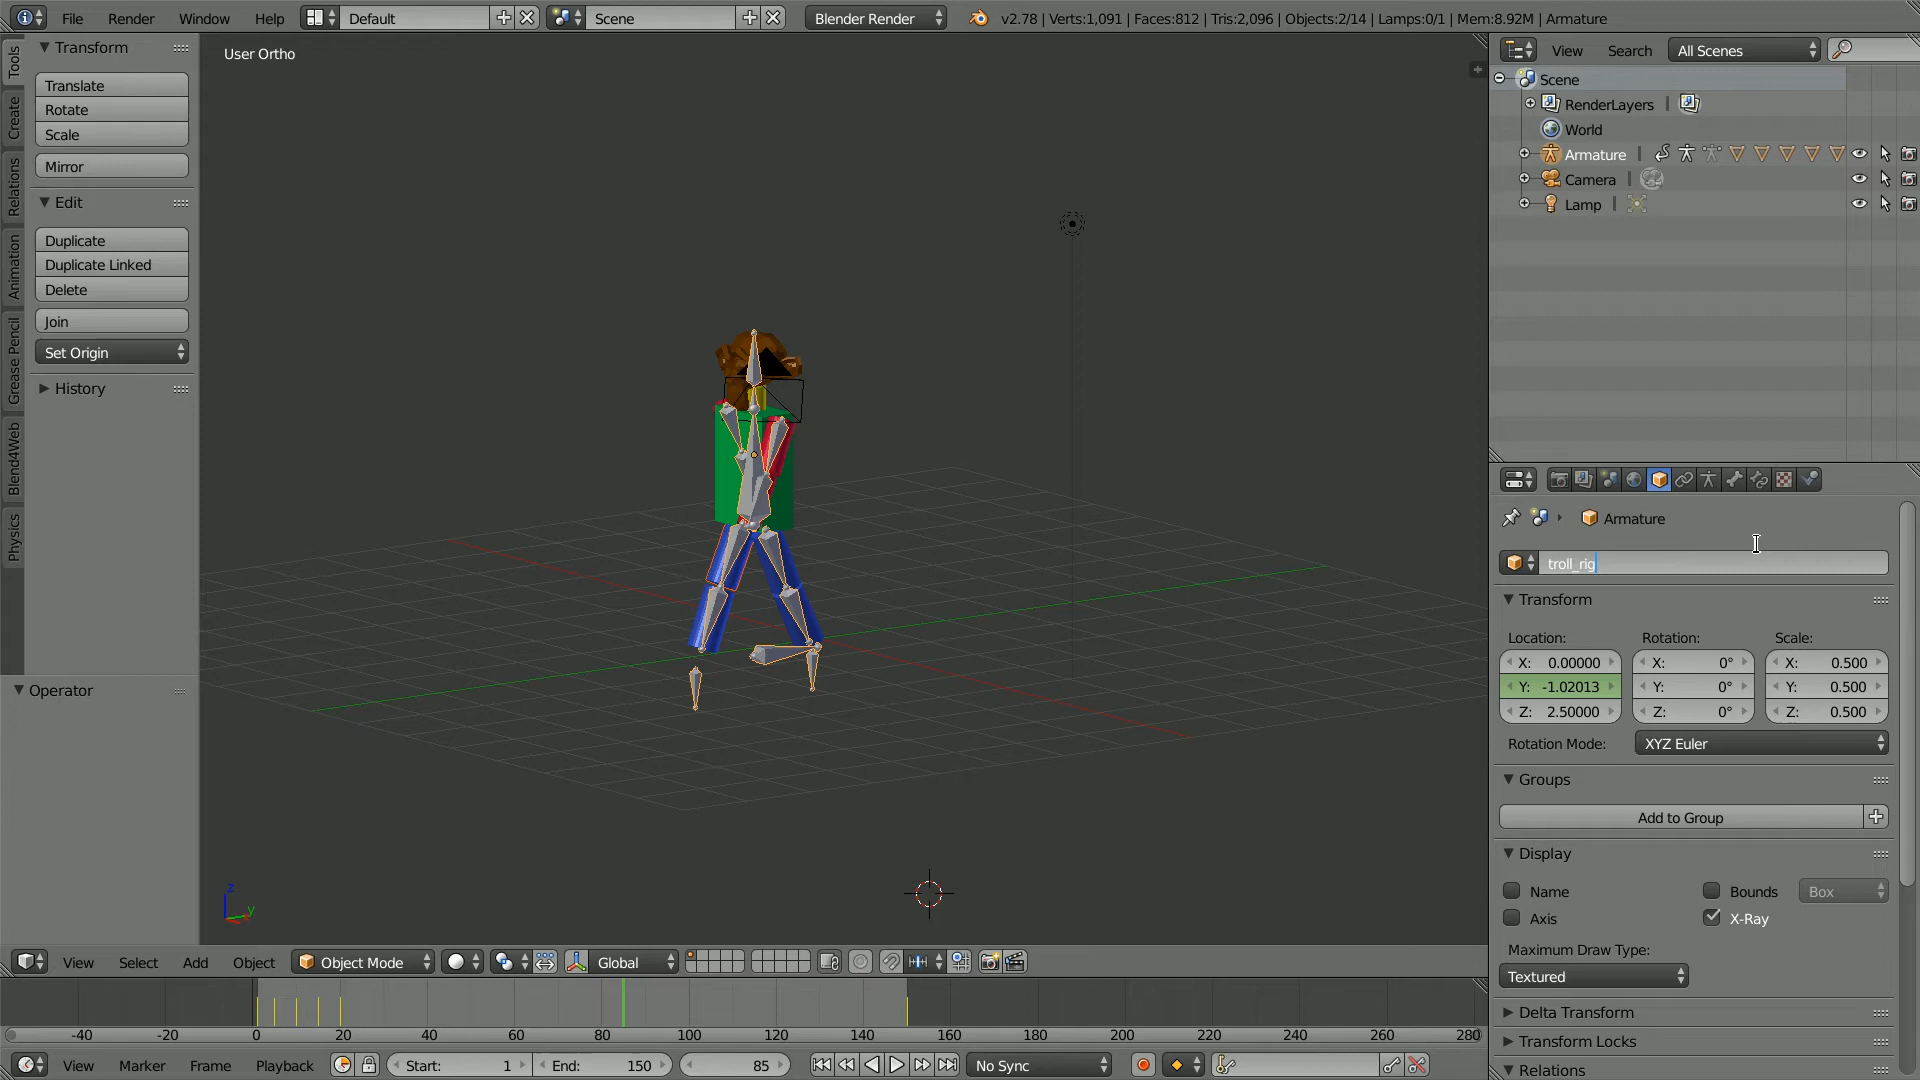 File Render Window Help Default Scene Blender Render v2.78 | Verts:1,091 | Faces:812 | Tris:2,096 | Objects:2/14 | Lamps:0/1 | Mem:8.92M | Armature
Tools
Create
Relations
Animation
Grease Pencil
Blend4Web
Physics
Transform
Translate
Rotate
Scale
Mirror
Edit
Duplicate
Duplicate Linked
Delete
Join
Set Origin
History
Operator
User Ortho
z
y
View Select Add Object Object Mode Global
-40 -20 0 20 40 60 80 100 120 140 160 180 200 220 240 260 280
View Marker Frame Playback Start: 1 End: 150 85 No Sync
View Search All Scenes
Scene
RenderLayers |
World
Armature |
Camera |
Lamp |
Armature
troll_rig
Transform
Location: Rotation: Scale:
X: 0.00000 X: 0° X: 0.500
Y: -1.02013 Y: 0° Y: 0.500
Z: 2.50000 Z: 0° Z: 0.500
Rotation Mode: XYZ Euler
Groups
Add to Group
Display
Name Bounds Box
Axis X-Ray
Maximum Draw Type:
Textured
Delta Transform
Transform Locks
Relations